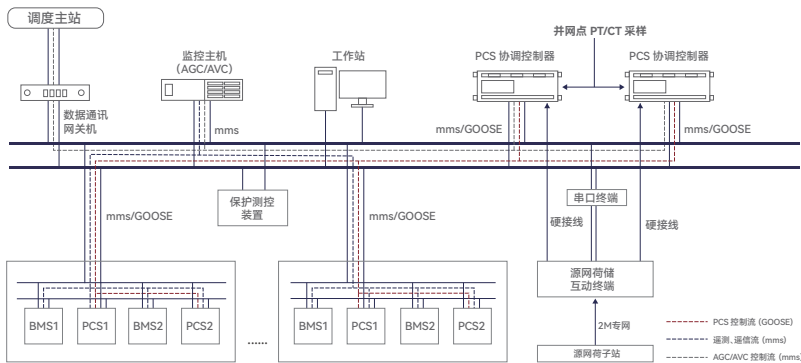 调度主站
并网点 PT/CT 采样
监控主机
（AGC/AVC）
工作站
PCS 协调控制器
PCS 协调控制器
数据通讯
网关机
mms
mms/GOOSE
mms/GOOSE
保护测控
装置
串口终端
mms/GOOSE
mms/GOOSE
硬接线
硬接线
源网荷储
互动终端
BMS1
PCS1
BMS2
PCS2
......
BMS1
PCS1
BMS2
PCS2
2M专网
源网荷子站
PCS 控制流 (GOOSE)
遥测、遥信流 (mms)
AGC/AVC 控制流 (mms)